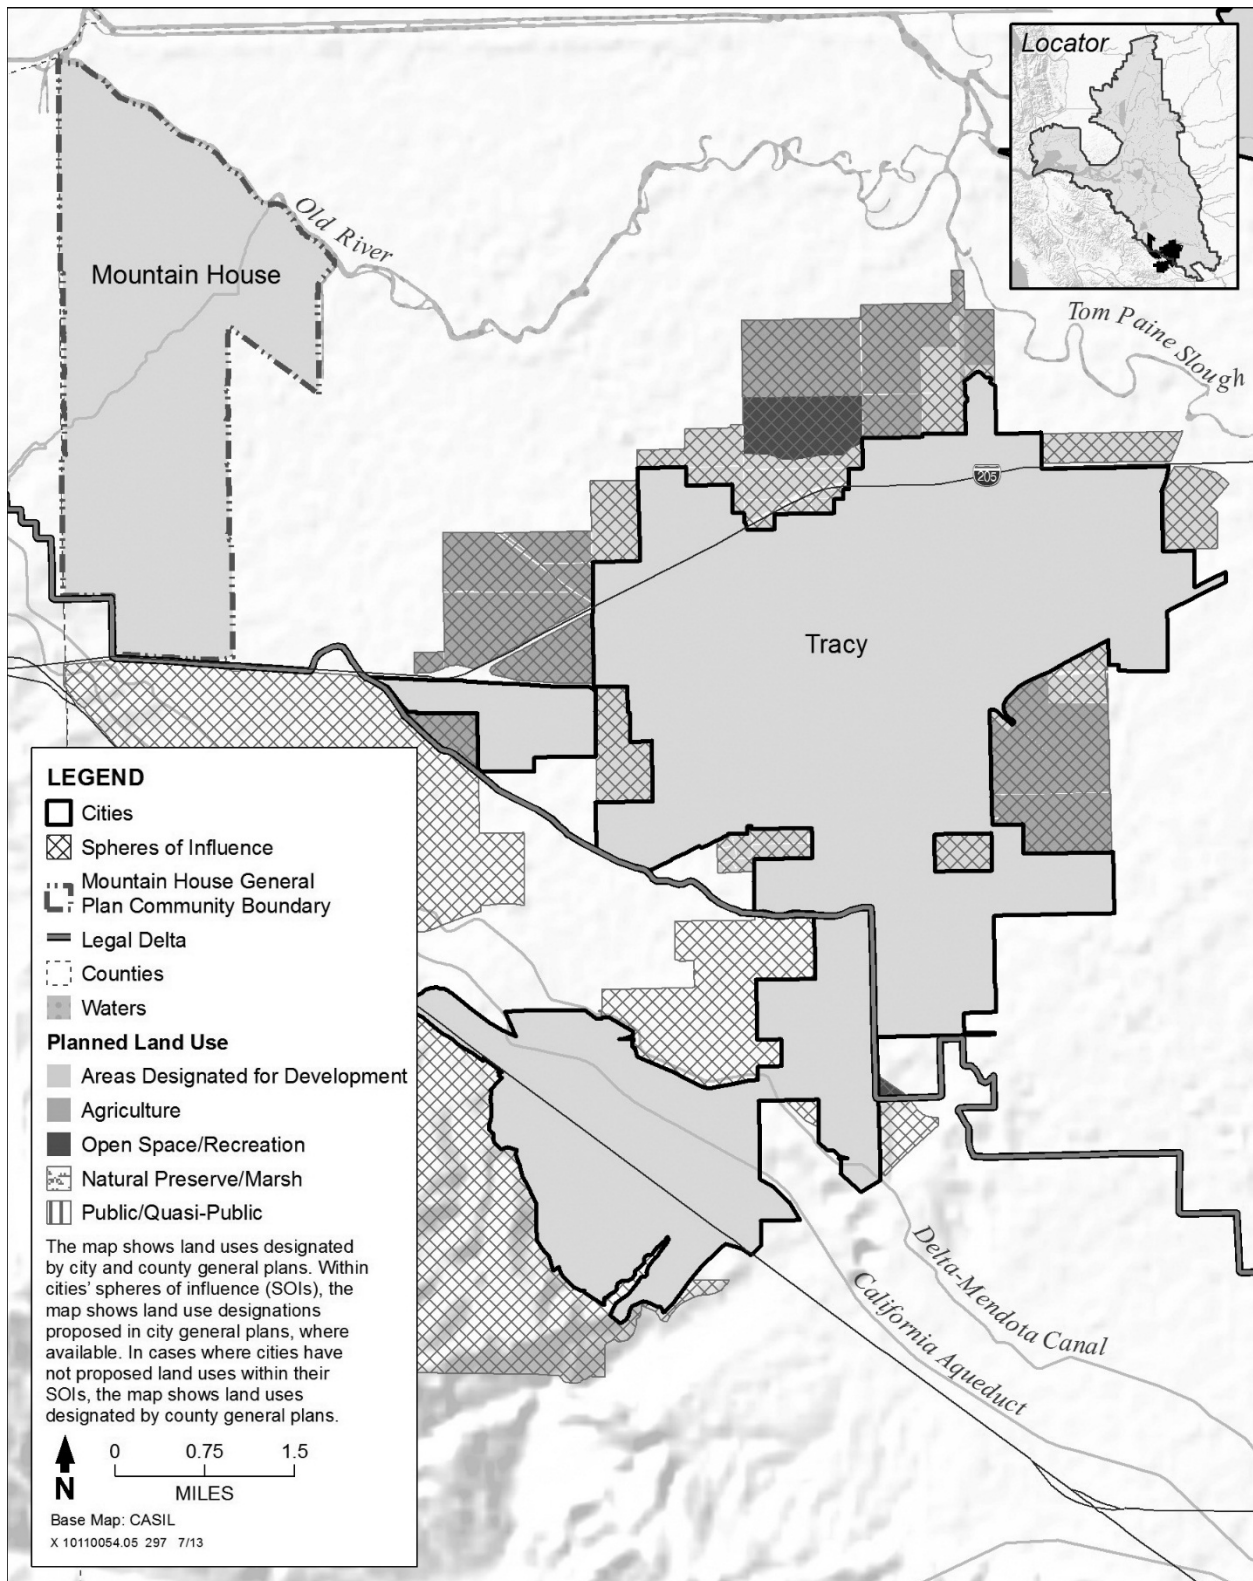 Locator
Old River
Mountain House
Tom Paine Slough
205
Tracy
LEGEND
Cities
Spheres of Influence
Mountain House General
Plan Community Boundary
Legal Delta
Counties
Waters
Planned Land Use
Areas Designated for Development
Agriculture
Open Space/Recreation
Natural Preserve/Marsh
Public/Quasi-Public
The map shows land uses designated
by city and county general plans. Within
cities' spheres of influence (SOIs), the
map shows land use designations
proposed in city general plans, where
available. In cases where cities have
not proposed land uses within their
SOIs, the map shows land uses
designated by county general plans.
0 0.75 1.5
N
MILES
Base Map: CASIL
X 10110054.05 297 7/13
Delta-Mendota Canal
California Aqueduct